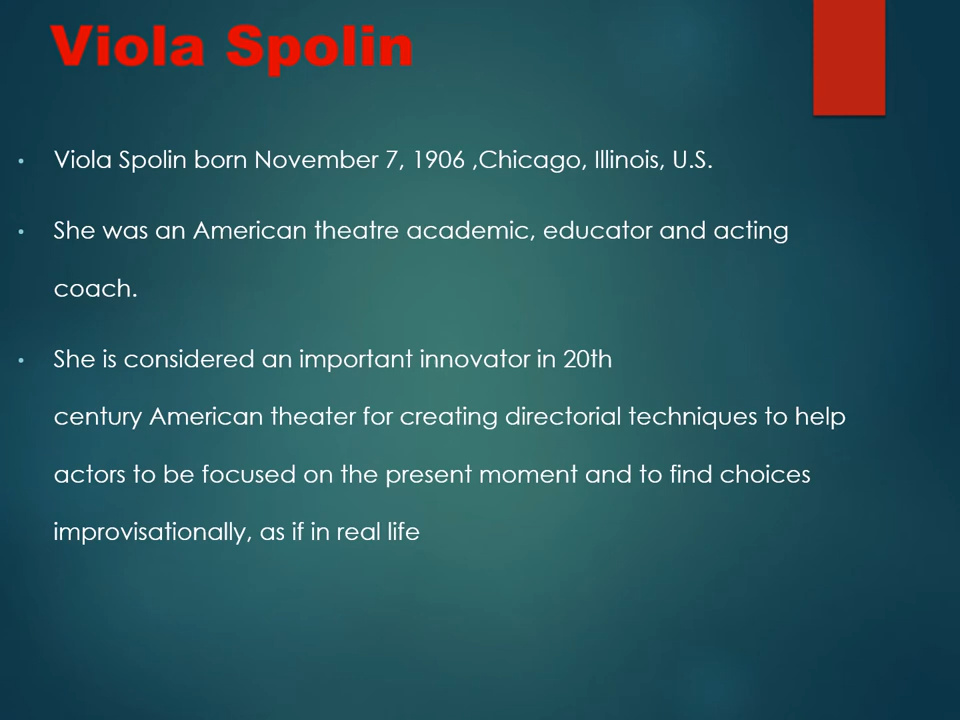 Viola Spolin
• Viola Spolin born November 7, 1906 ,Chicago, Illinois, U.S.
• She was an American theatre academic, educator and acting
coach.
• She is considered an important innovator in 20th
century American theater for creating directorial techniques to help
actors to be focused on the present moment and to find choices
improvisationally, as if in real life